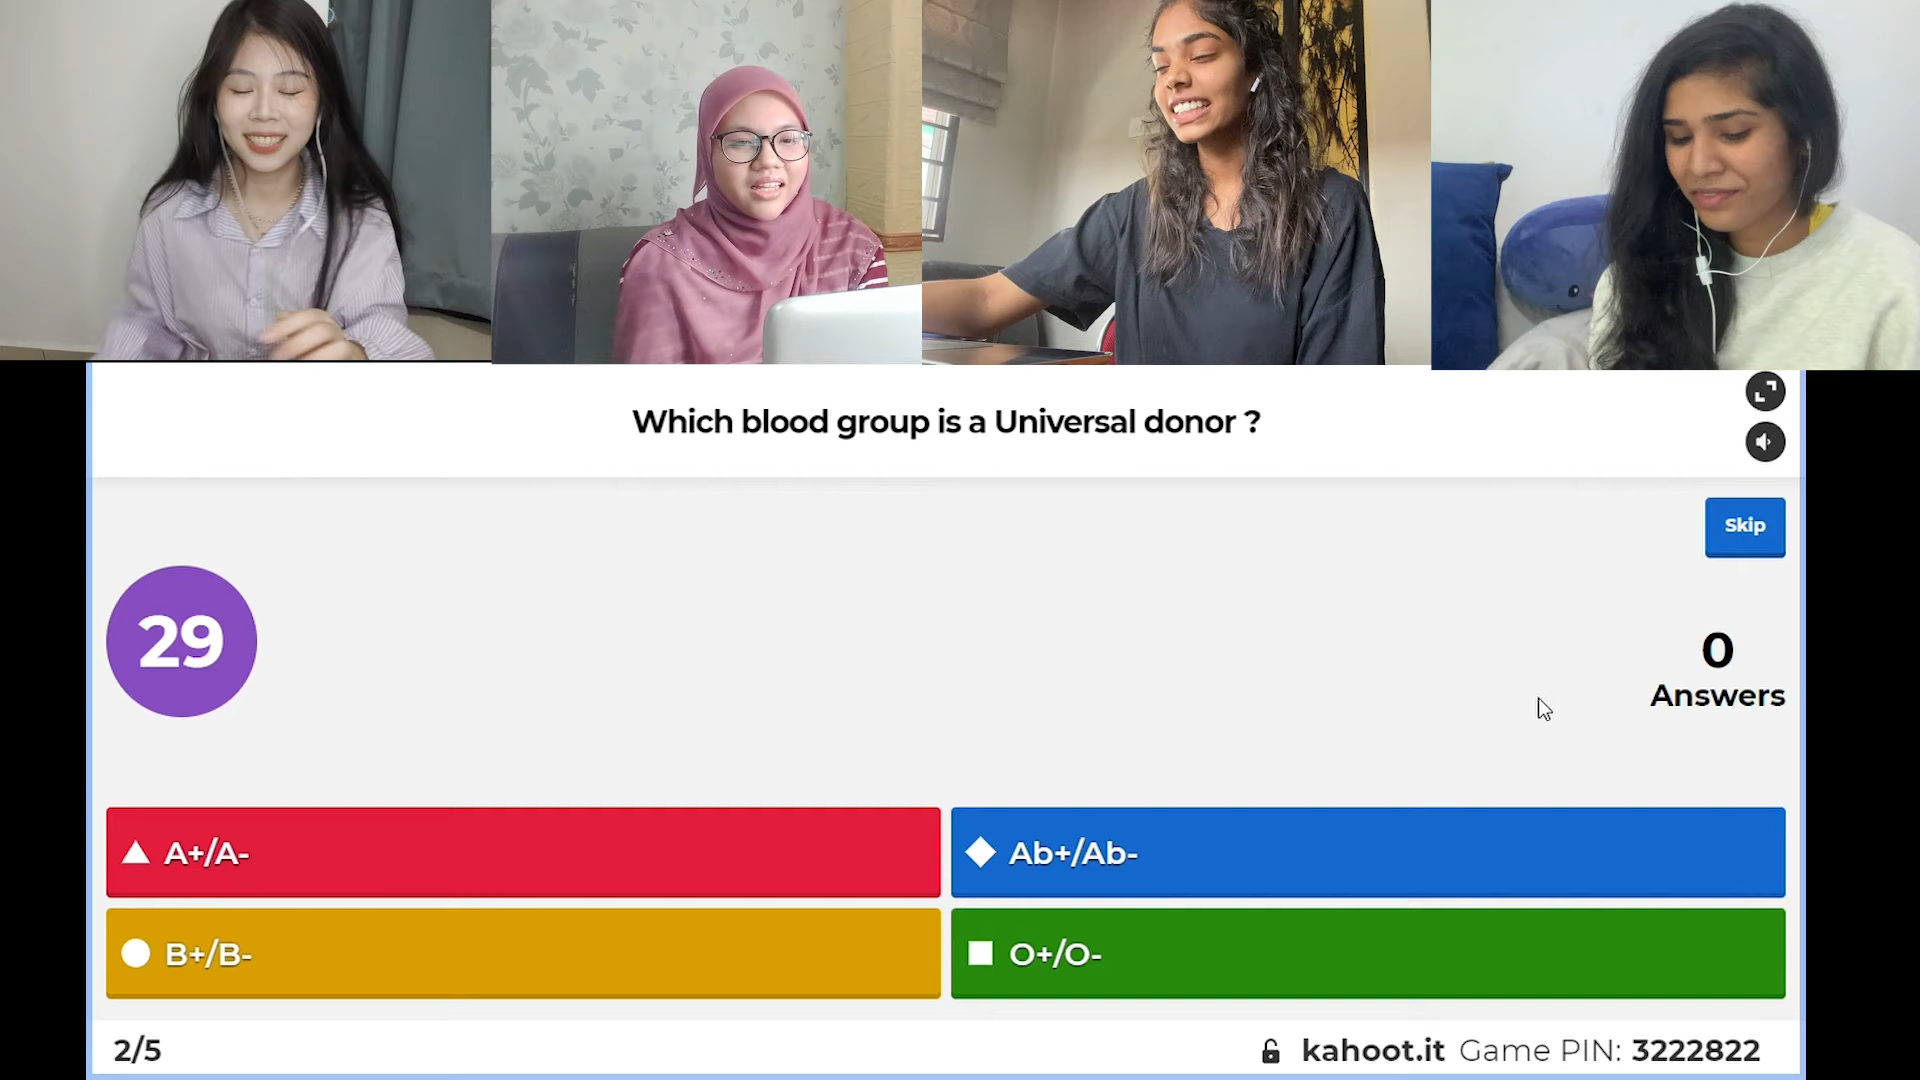 Which blood group is a Universal donor ?
Skip
29
0
Answers
A+/A-
Ab+/Ab-
B+/B-
O+/O-
2/5
kahoot.it Game PIN: 3222822